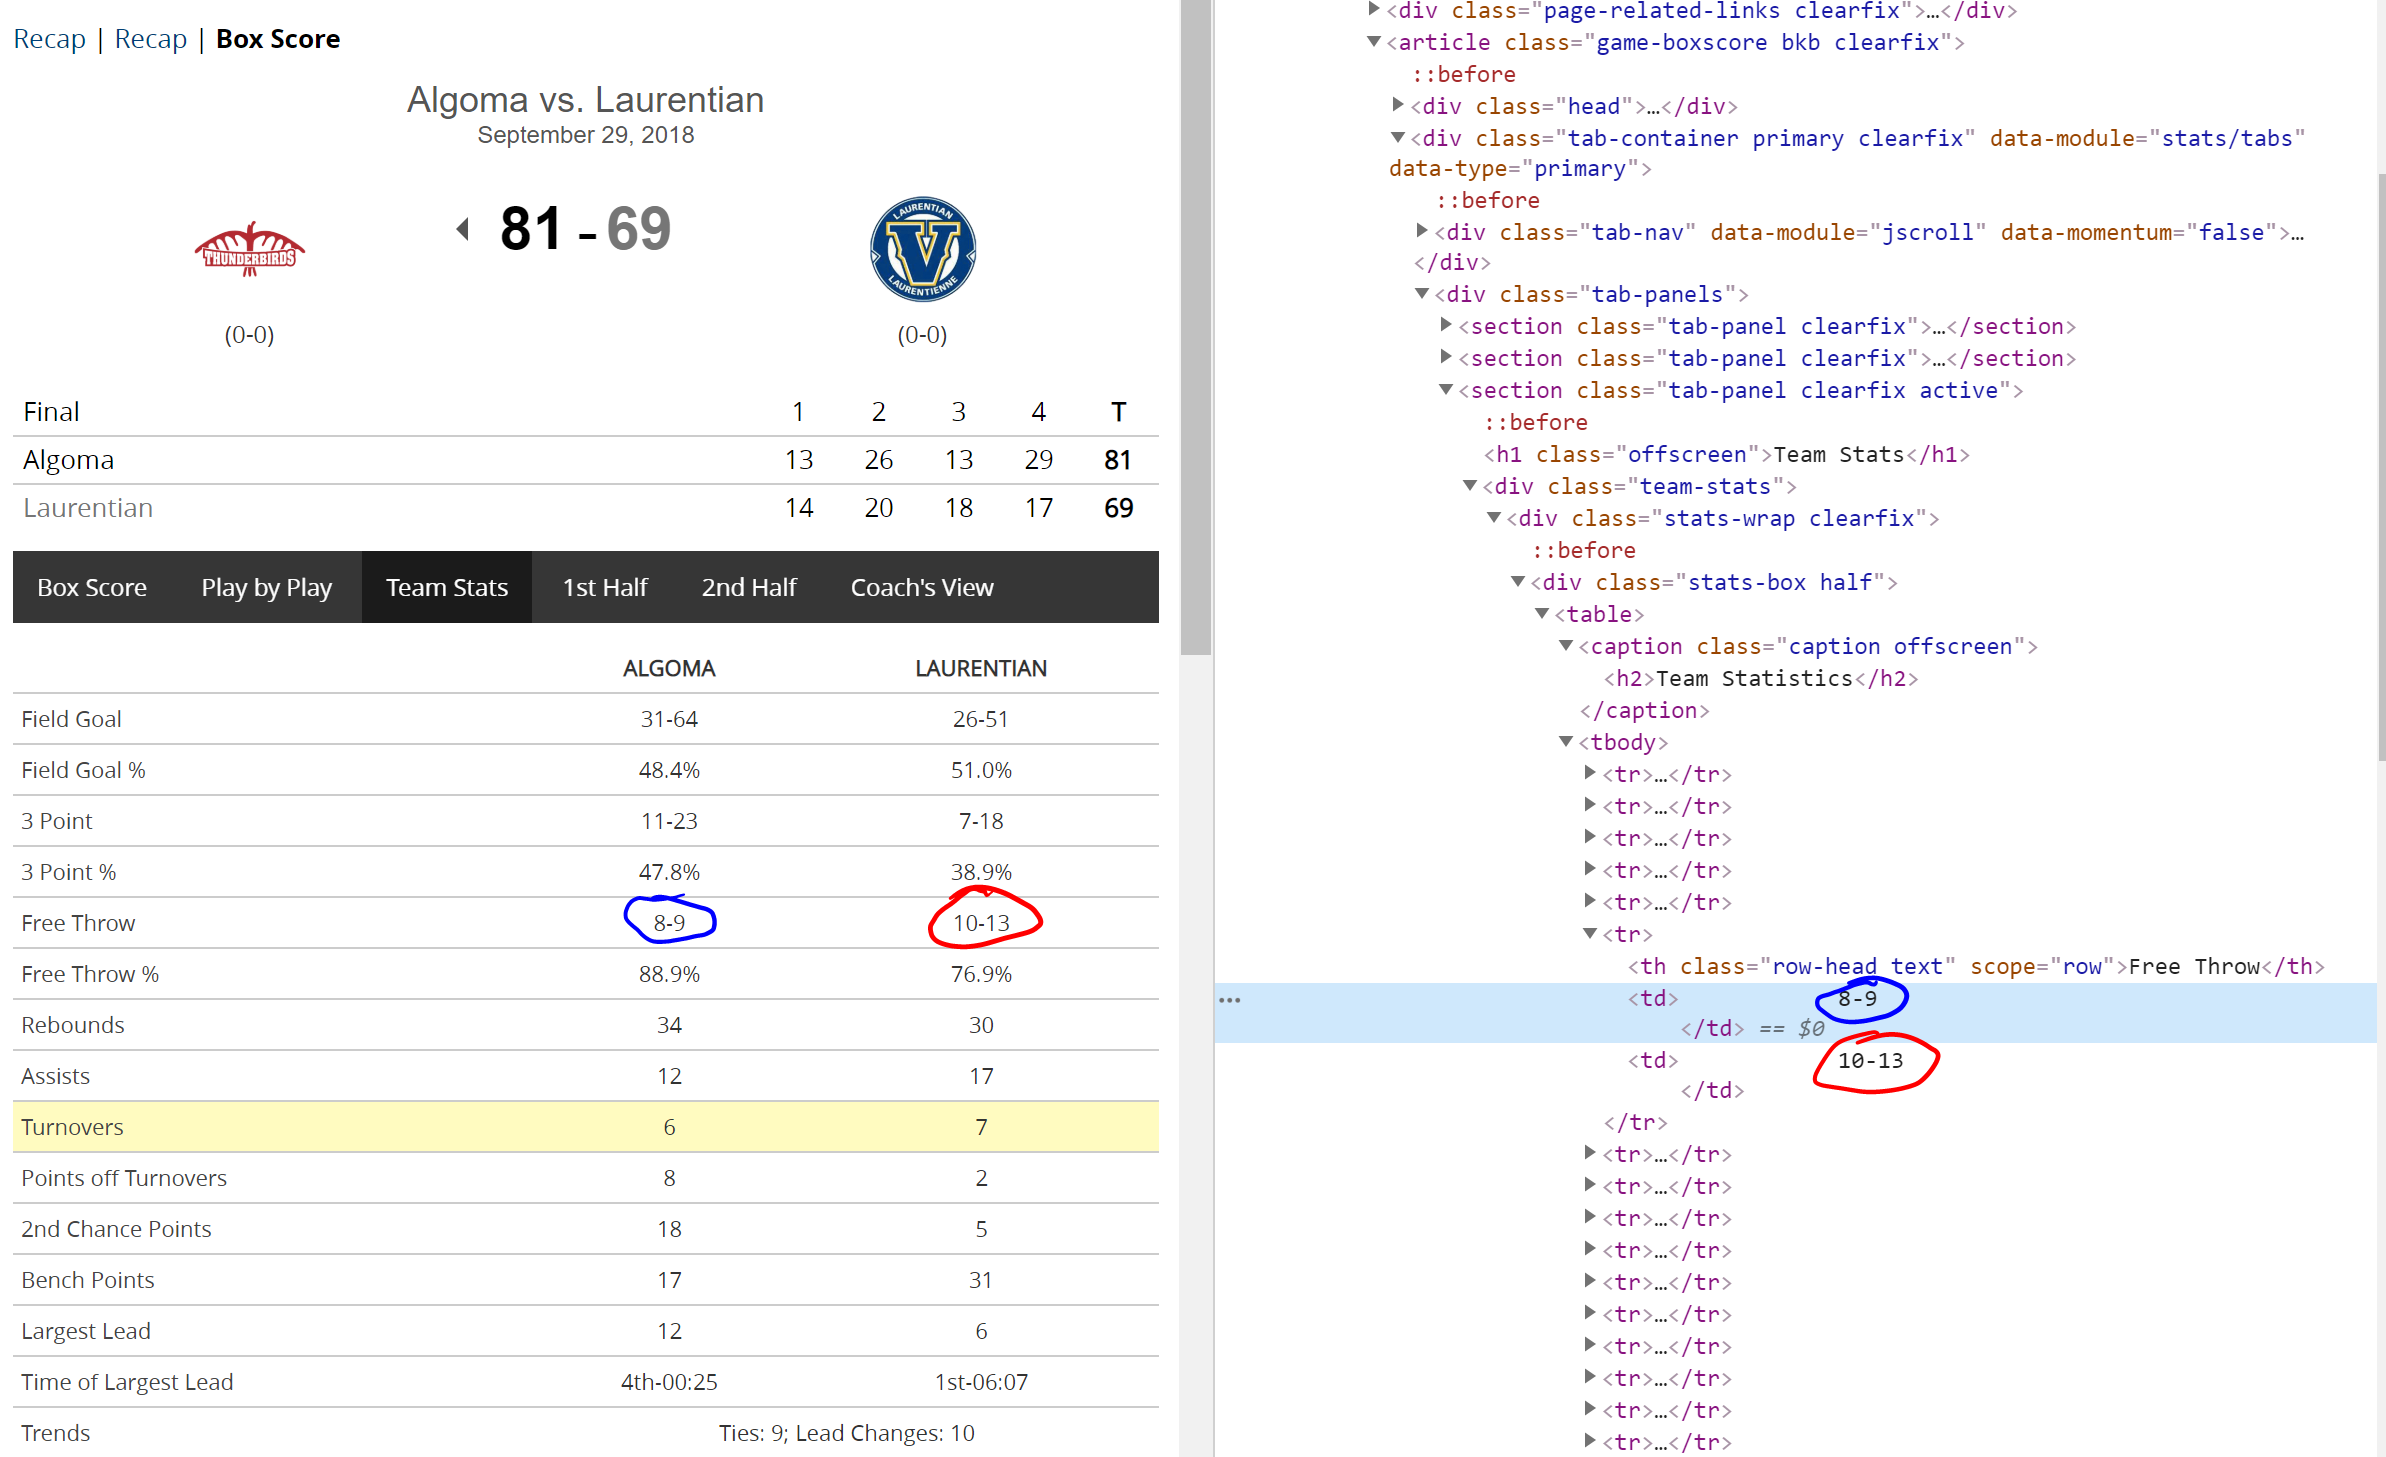 Recap | Recap | Box Score
Algoma vs. Laurentian
September 29, 2018
THUNDERBIRDS
81 - 69
LAURENTIAN
V
LAURENTIENNE
(0-0) (0-0)
Final 1 2 3 4 T
Algoma 13 26 13 29 81
Laurentian 14 20 18 17 69
Box Score Play by Play Team Stats 1st Half 2nd Half Coach's View
ALGOMA LAURENTIAN
Field Goal 31-64 26-51
Field Goal % 48.4% 51.0%
3 Point 11-23 7-18
3 Point % 47.8% 38.9%
Free Throw 8-9 10-13
Free Throw % 88.9% 76.9%
Rebounds 34 30
Assists 12 17
Turnovers 6 7
Points off Turnovers 8 2
2nd Chance Points 18 5
Bench Points 17 31
Largest Lead 12 6
Time of Largest Lead 4th-00:25 1st-06:07
Trends Ties: 9; Lead Changes: 10
<div class="page-related-links clearfix">…</div>
<article class="game-boxscore bkb clearfix">
::before
<div class="head">…</div>
<div class="tab-container primary clearfix" data-module="stats/tabs"
data-type="primary">
::before
<div class="tab-nav" data-module="jscroll" data-momentum="false">…
</div>
<div class="tab-panels">
<section class="tab-panel clearfix">…</section>
<section class="tab-panel clearfix">…</section>
<section class="tab-panel clearfix active">
::before
<h1 class="offscreen">Team Stats</h1>
<div class="team-stats">
<div class="stats-wrap clearfix">
::before
<div class="stats-box half">
<table>
<caption class="caption offscreen">
<h2>Team Statistics</h2>
</caption>
<tbody>
<tr>…</tr>
<tr>…</tr>
<tr>…</tr>
<tr>…</tr>
<tr>…</tr>
<tr>
<th class="row-head text" scope="row">Free Throw</th>
… <td> 8-9
</td> == $0
<td> 10-13
</td>
</tr>
<tr>…</tr>
<tr>…</tr>
<tr>…</tr>
<tr>…</tr>
<tr>…</tr>
<tr>…</tr>
<tr>…</tr>
<tr>…</tr>
<tr>…</tr>
<tr>…</tr>